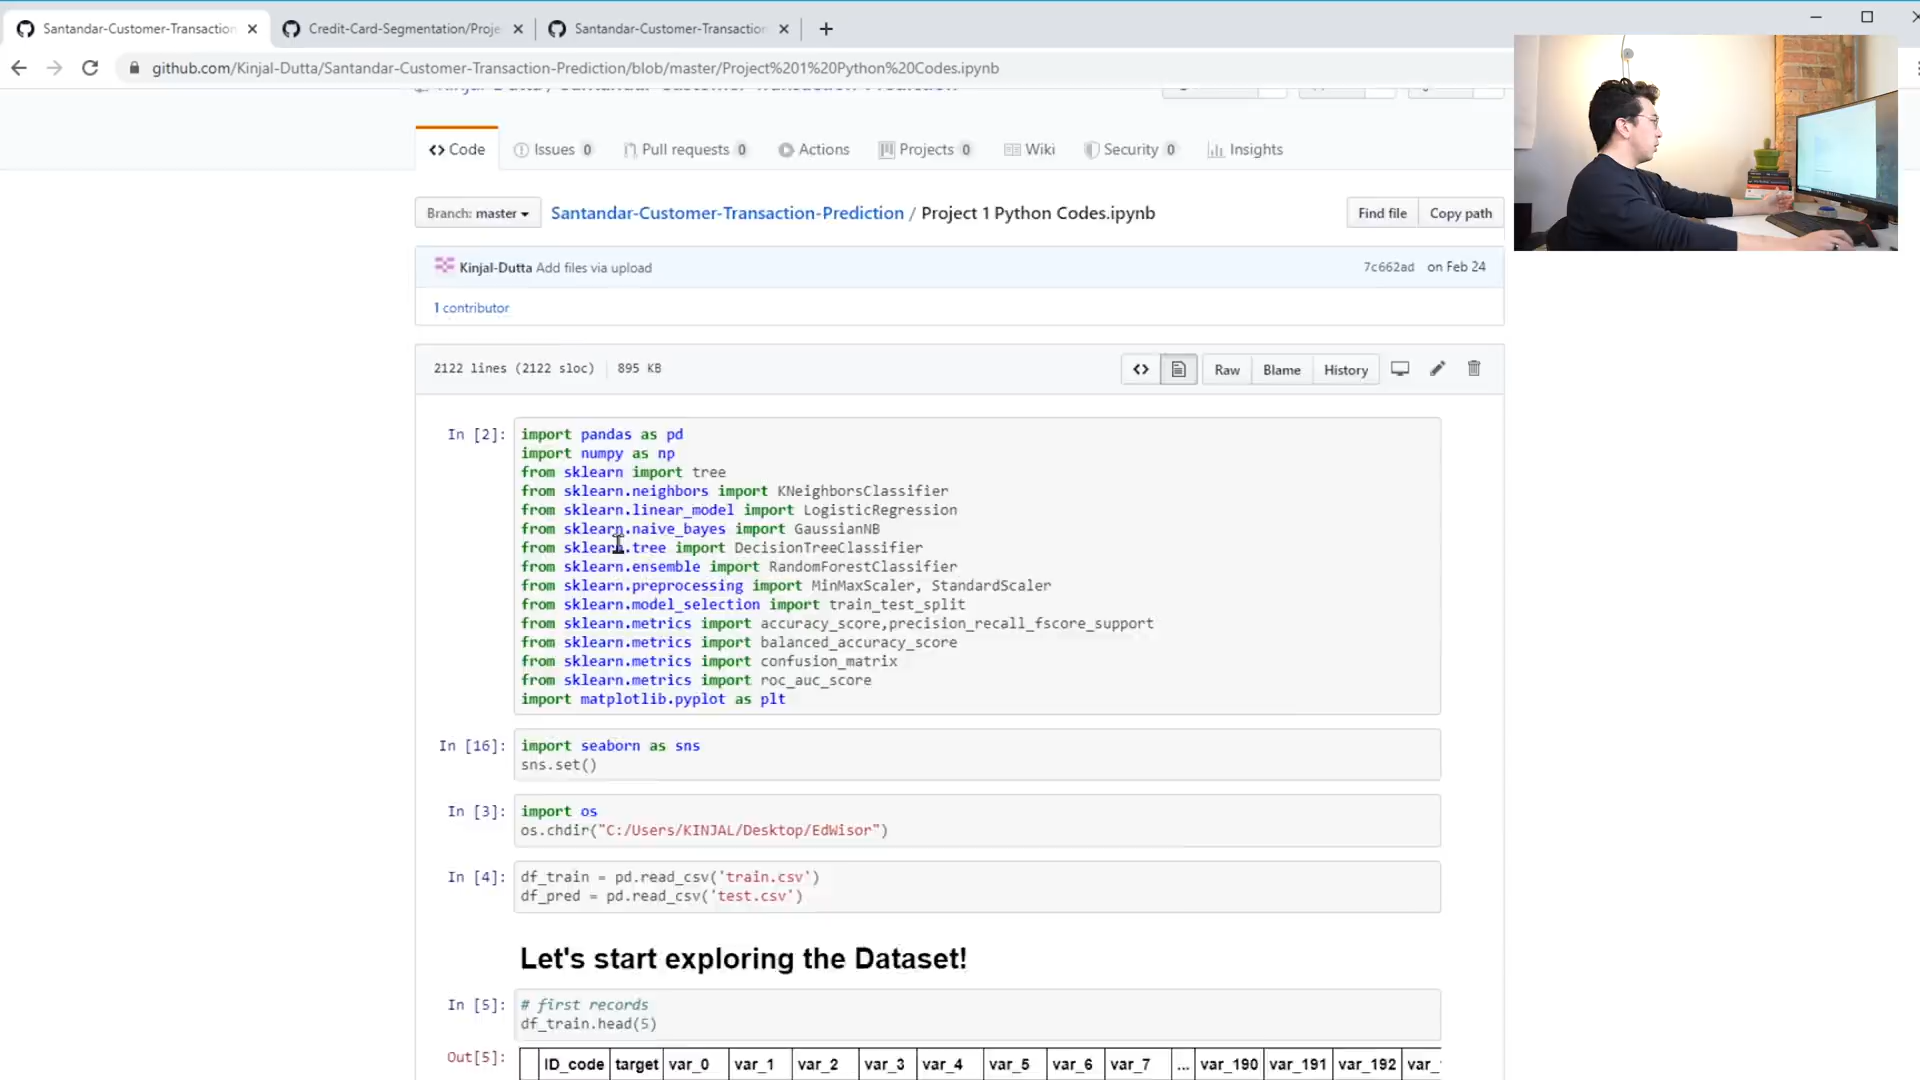 Santandar-Customer-Transaction
Credit-Card-Segmentation/Proje
Santandar-Customer-Transaction
github.com/Kinjal-Dutta/Santandar-Customer-Transaction-Prediction/blob/master/Project%201%20Python%20Codes.ipynb
Code
Issues 0
Pull requests 0
Actions
Projects 0
Wiki
Security 0
Insights
Branch: master
Santandar-Customer-Transaction-Prediction / Project 1 Python Codes.ipynb
Find file
Copy path
Kinjal-Dutta Add files via upload
7c662ad on Feb 24
1 contributor
2122 lines (2122 sloc) 895 KB
Raw
Blame
History
In [2]:
import pandas as pd
import numpy as np
from sklearn import tree
from sklearn.neighbors import KNeighborsClassifier
from sklearn.linear_model import LogisticRegression
from sklearn.naive_bayes import GaussianNB
from sklearn.tree import DecisionTreeClassifier
from sklearn.ensemble import RandomForestClassifier
from sklearn.preprocessing import MinMaxScaler, StandardScaler
from sklearn.model_selection import train_test_split
from sklearn.metrics import accuracy_score,precision_recall_fscore_support
from sklearn.metrics import balanced_accuracy_score
from sklearn.metrics import confusion_matrix
from sklearn.metrics import roc_auc_score
import matplotlib.pyplot as plt
In [16]:
import seaborn as sns
sns.set()
In [3]:
import os
os.chdir("C:/Users/KINJAL/Desktop/EdWisor")
In [4]:
df_train = pd.read_csv('train.csv')
df_pred = pd.read_csv('test.csv')
Let's start exploring the Dataset!
In [5]:
# first records
df_train.head(5)
Out[5]:
ID_code target var_0 var_1 var_2 var_3 var_4 var_5 var_6 var_7 ... var_190 var_191 var_192 var_